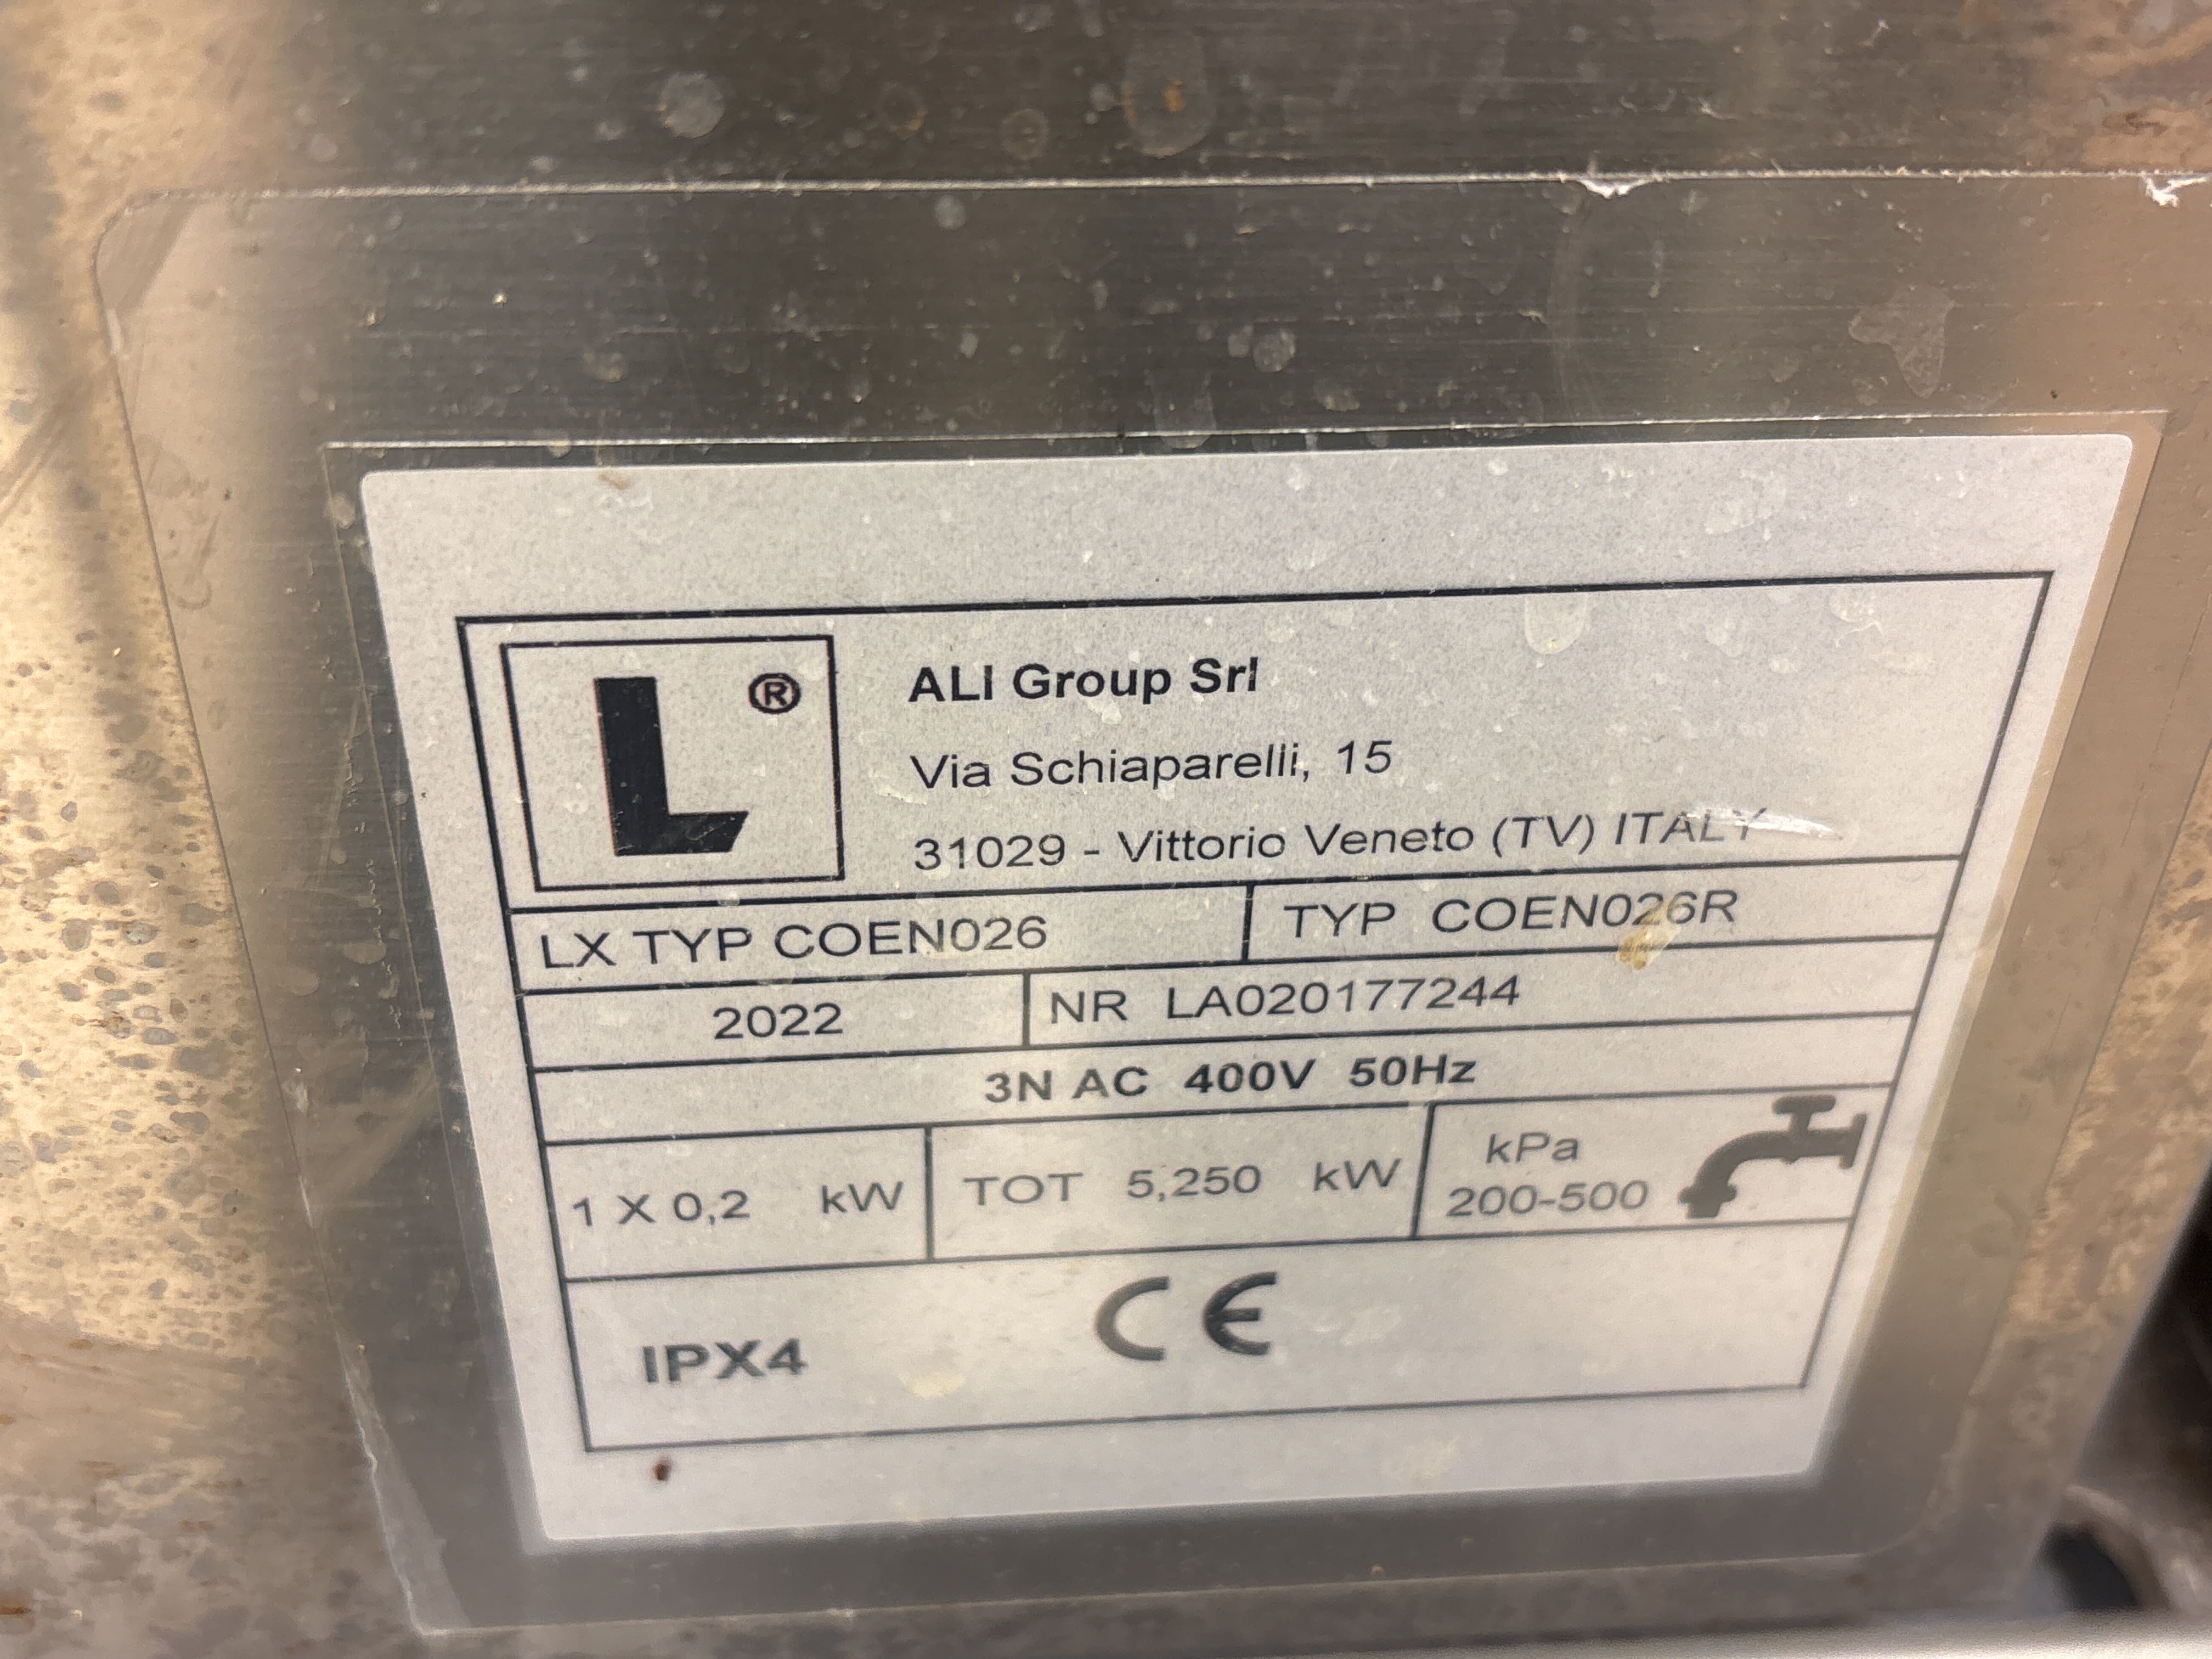 L®
ALI Group Srl
Via Schiaparelli, 15
31029 - Vittorio Veneto (TV) ITALY
LX TYP COEN026 TYP COEN026R
2022 NR LA020177244
3N AC 400V 50Hz
1 X 0,2 kW TOT 5,250 kW kPa
200-500
IPX4 CE